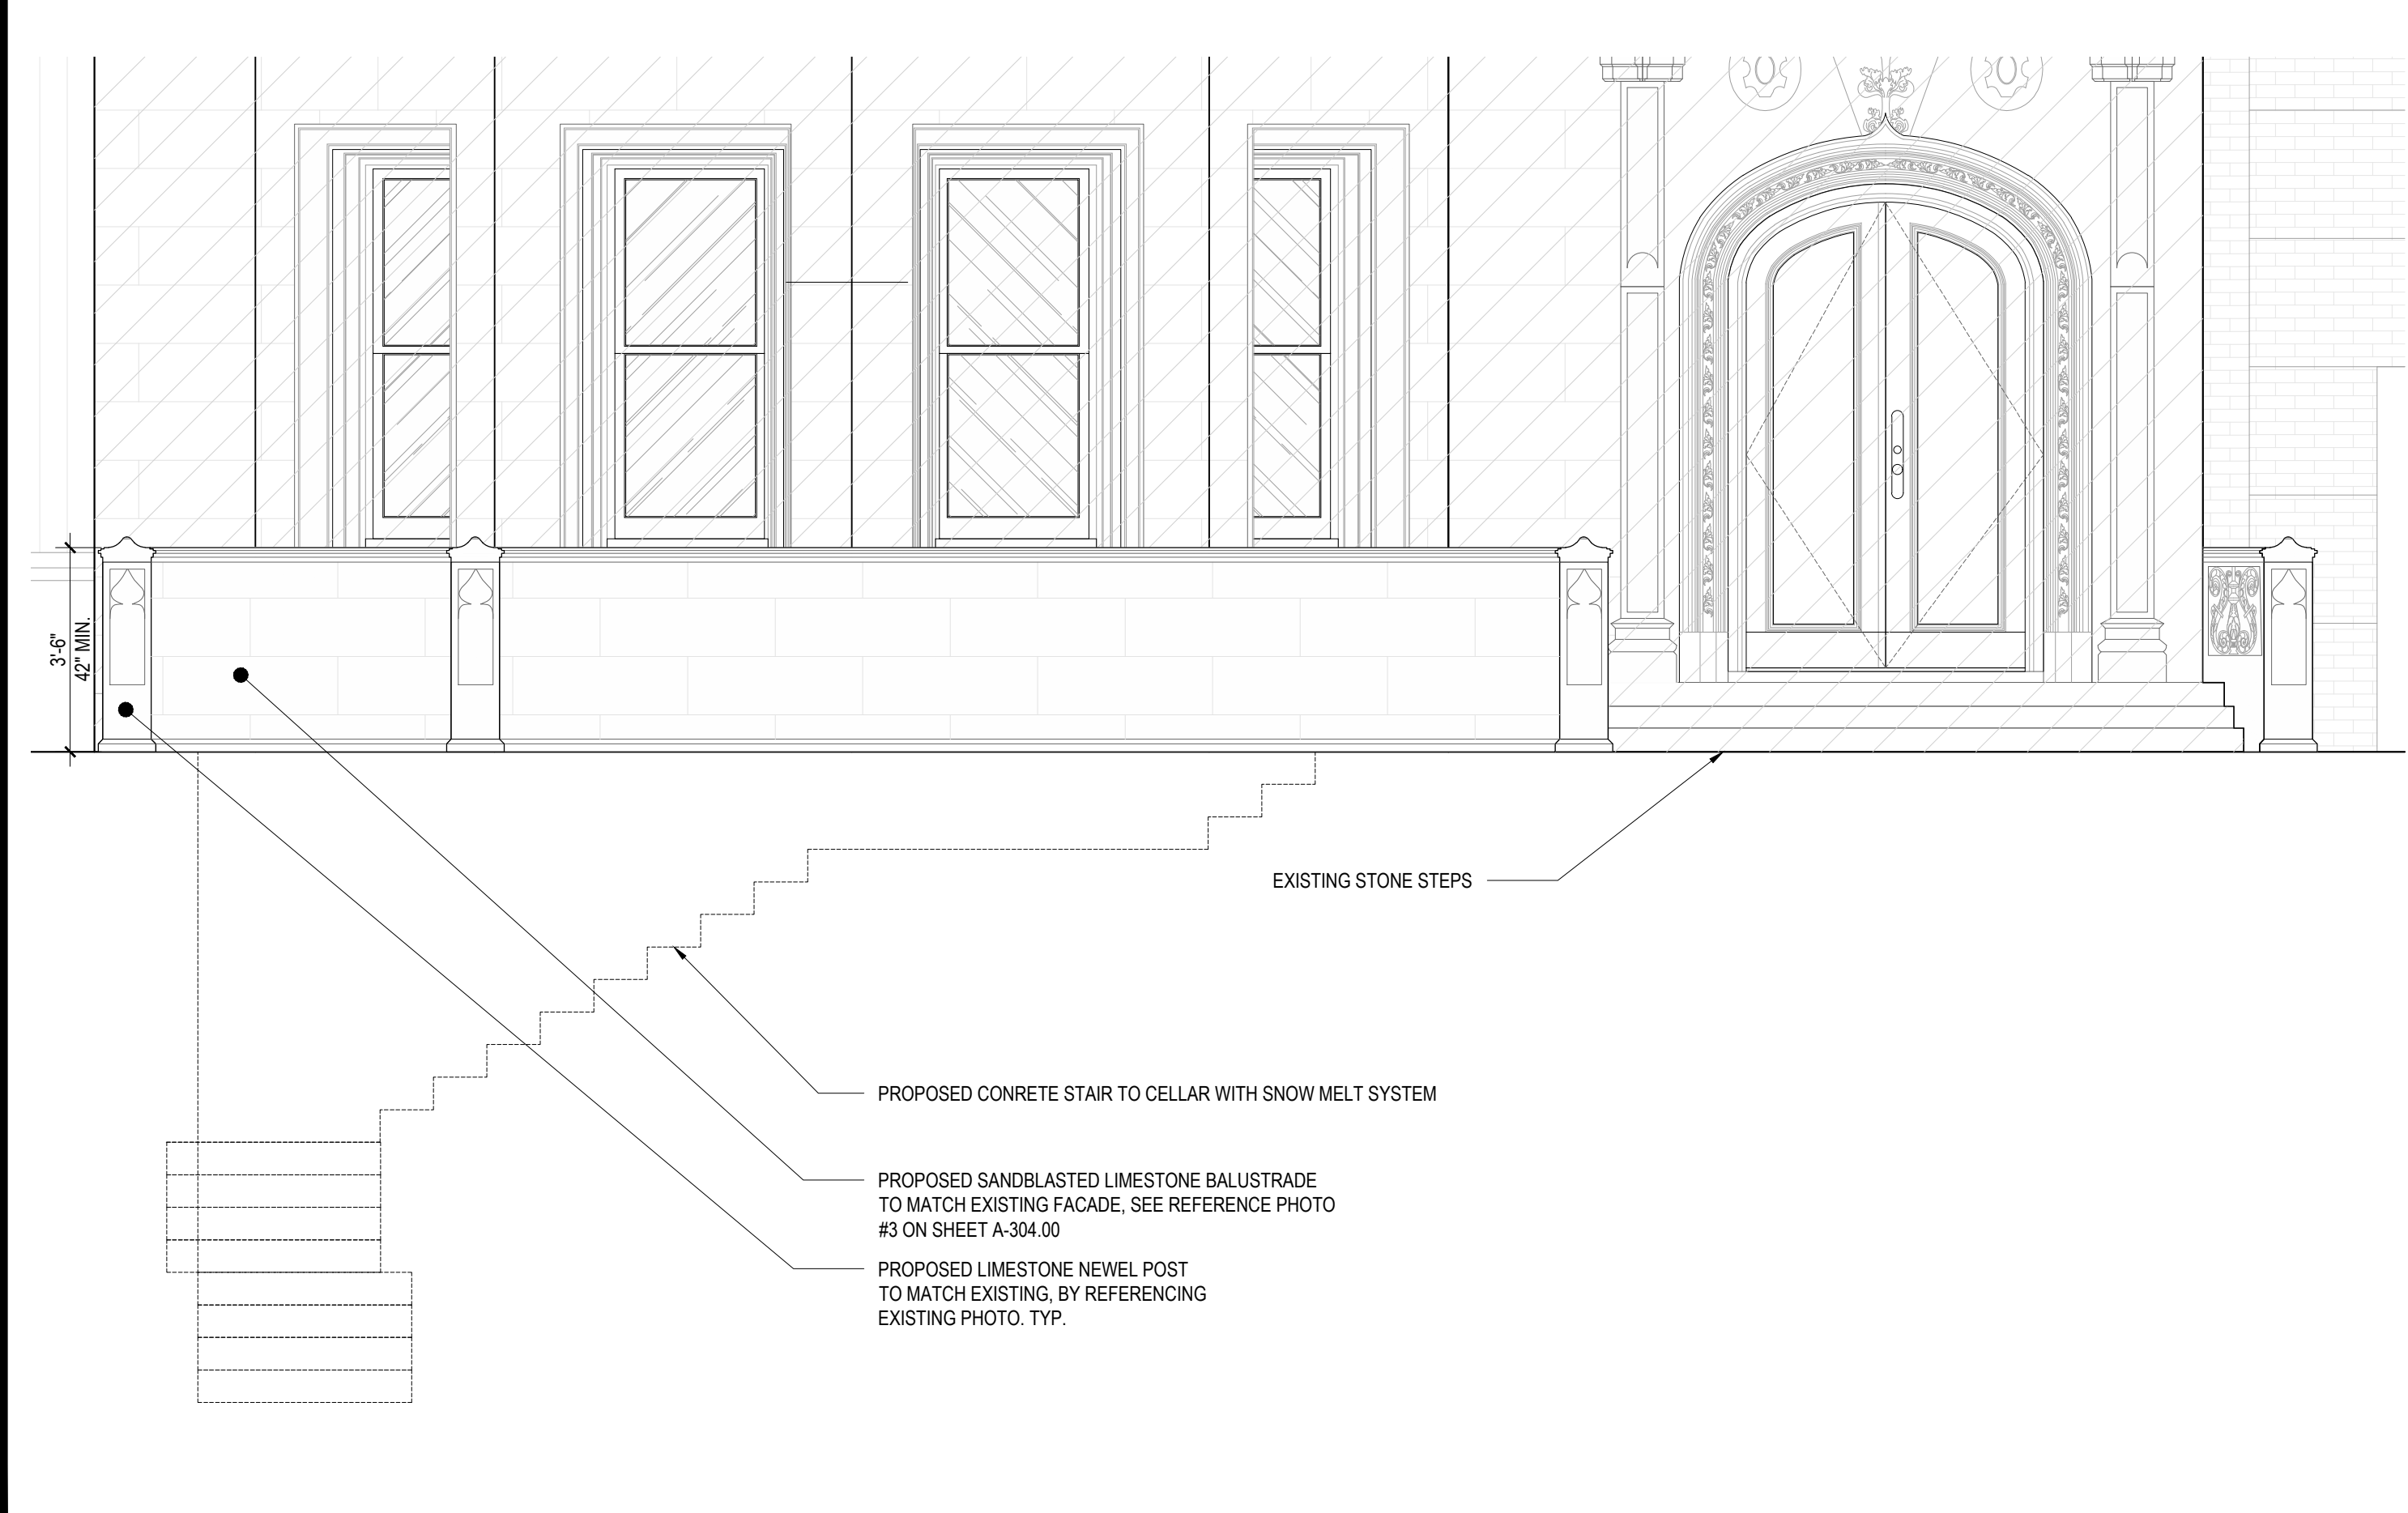 3'-6"
42" MIN.
EXISTING STONE STEPS
PROPOSED CONRETE STAIR TO CELLAR WITH SNOW MELT SYSTEM
PROPOSED SANDBLASTED LIMESTONE BALUSTRADE
TO MATCH EXISTING FACADE, SEE REFERENCE PHOTO
#3 ON SHEET A-304.00
PROPOSED LIMESTONE NEWEL POST
TO MATCH EXISTING, BY REFERENCING
EXISTING PHOTO. TYP.